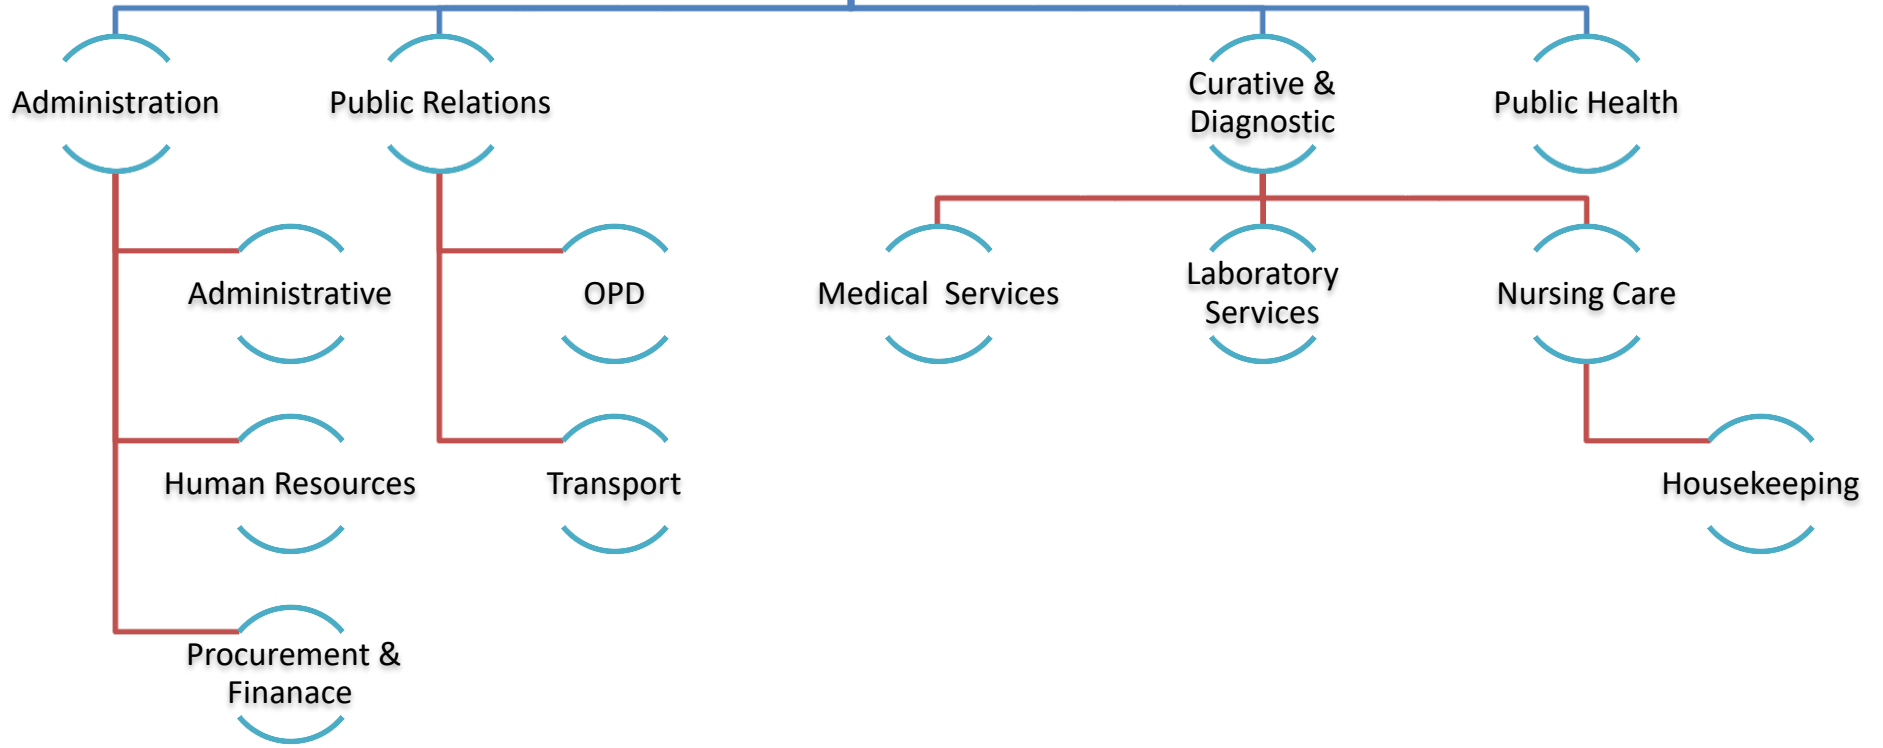 Administration
Public Relations
Curative &
Diagnostic
Public Health
Administrative
OPD
Medical  Services
Laboratory
Services
Nursing Care
Human Resources
Transport
Housekeeping
Procurement &
Finanace